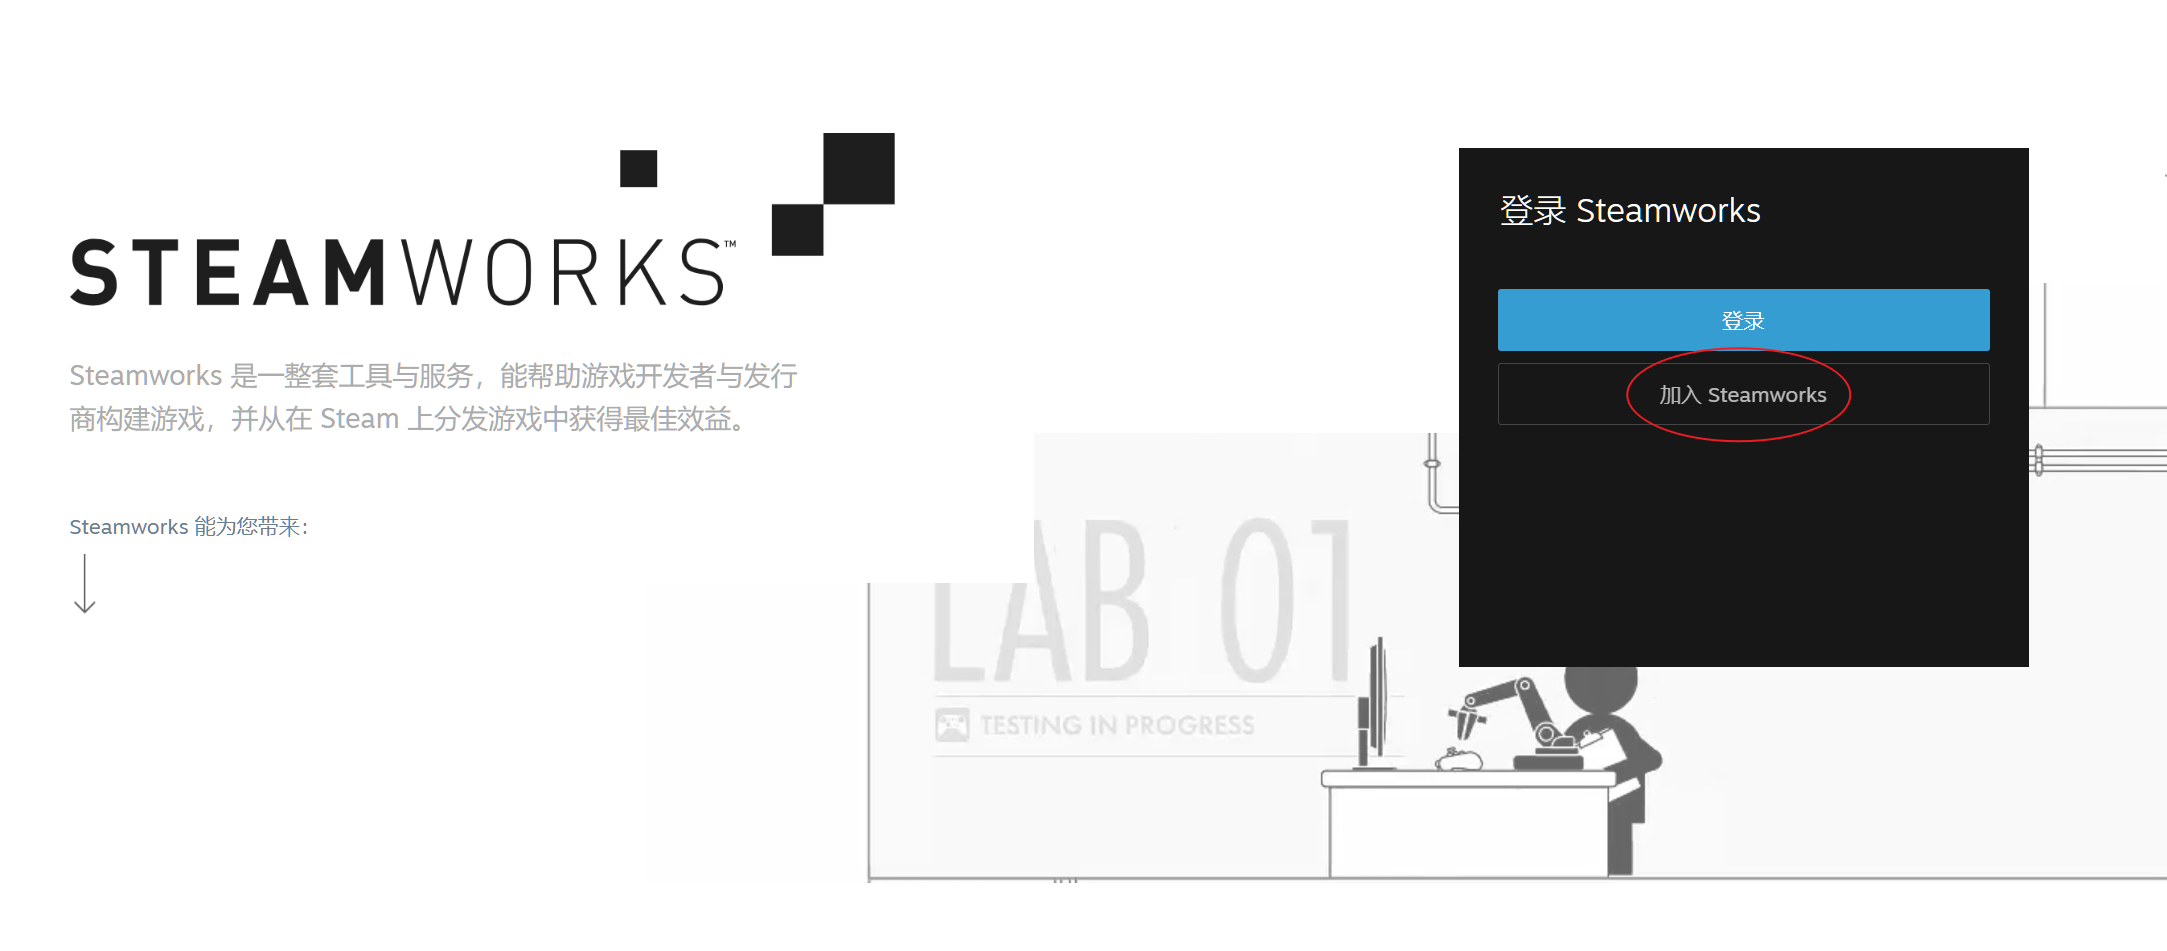 STEAMWORKS™
Steamworks 是一整套工具与服务，能帮助游戏开发者与发行
商构建游戏，并从在 Steam 上分发游戏中获得最佳效益。
Steamworks 能为您带来：
登录 Steamworks
登录
加入 Steamworks
LAB 01
TESTING IN PROGRESS